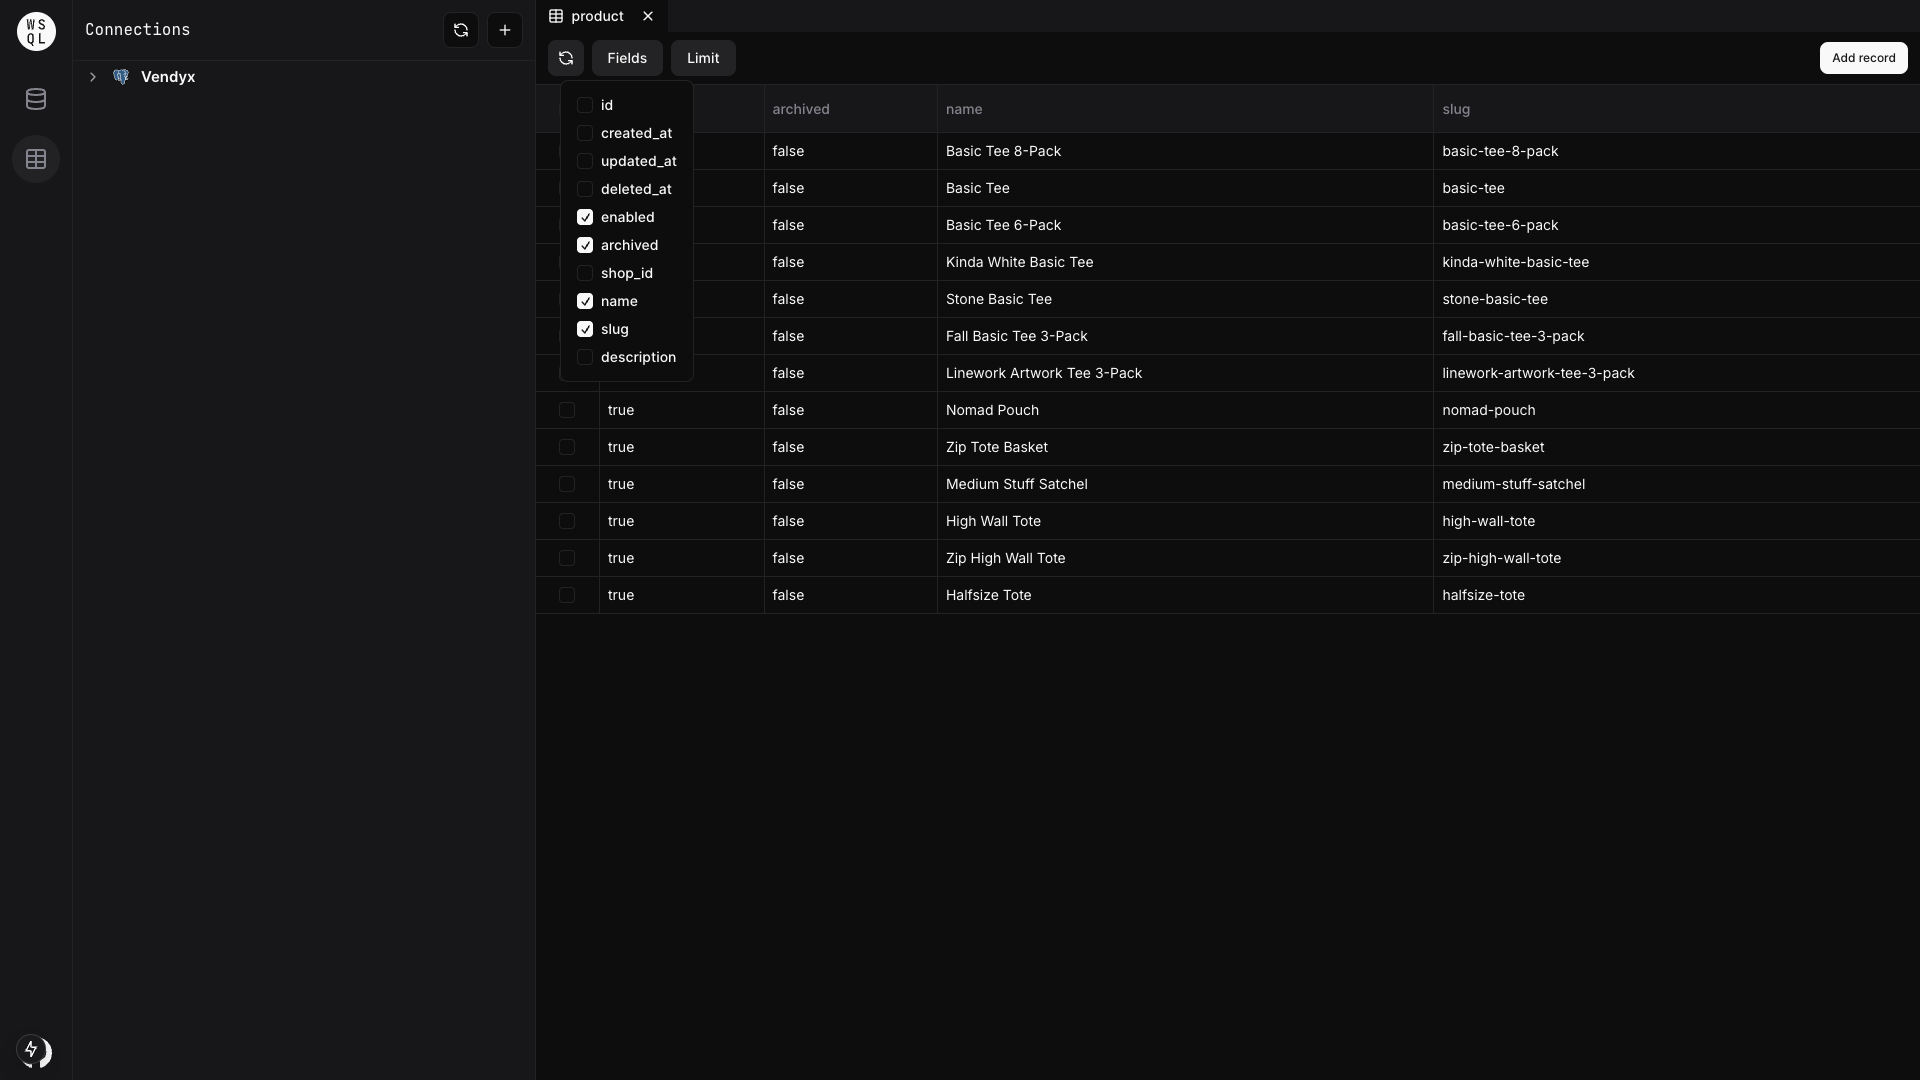 WS
QL
Connections
Vendyx
product
Fields
Limit
Add record
id
created_at
updated_at
deleted_at
enabled
archived
shop_id
name
slug
description
archived name slug
false Basic Tee 8-Pack basic-tee-8-pack
false Basic Tee basic-tee
false Basic Tee 6-Pack basic-tee-6-pack
false Kinda White Basic Tee kinda-white-basic-tee
false Stone Basic Tee stone-basic-tee
false Fall Basic Tee 3-Pack fall-basic-tee-3-pack
false Linework Artwork Tee 3-Pack linework-artwork-tee-3-pack
true false Nomad Pouch nomad-pouch
true false Zip Tote Basket zip-tote-basket
true false Medium Stuff Satchel medium-stuff-satchel
true false High Wall Tote high-wall-tote
true false Zip High Wall Tote zip-high-wall-tote
true false Halfsize Tote halfsize-tote